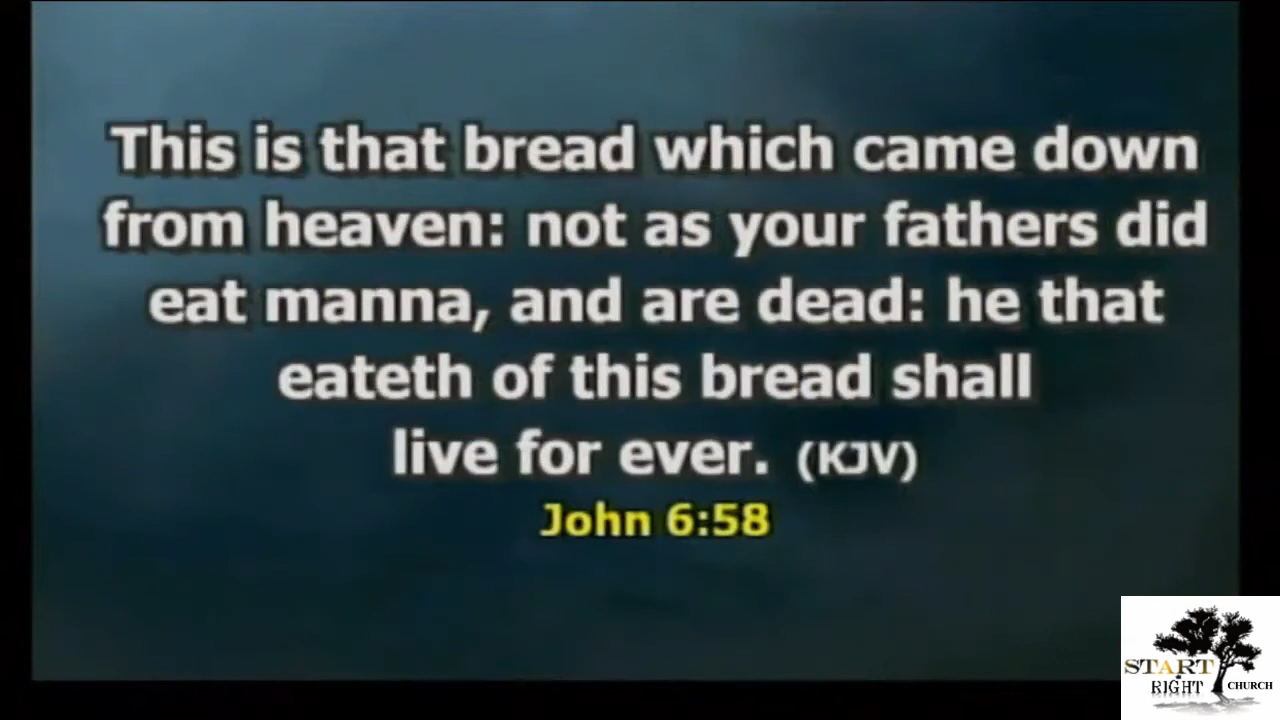 This is that bread which came down
from heaven: not as your fathers did
eat manna, and are dead: he that
eateth of this bread shall
live for ever. (KJV)
John 6:58
START
RIGHT CHURCH